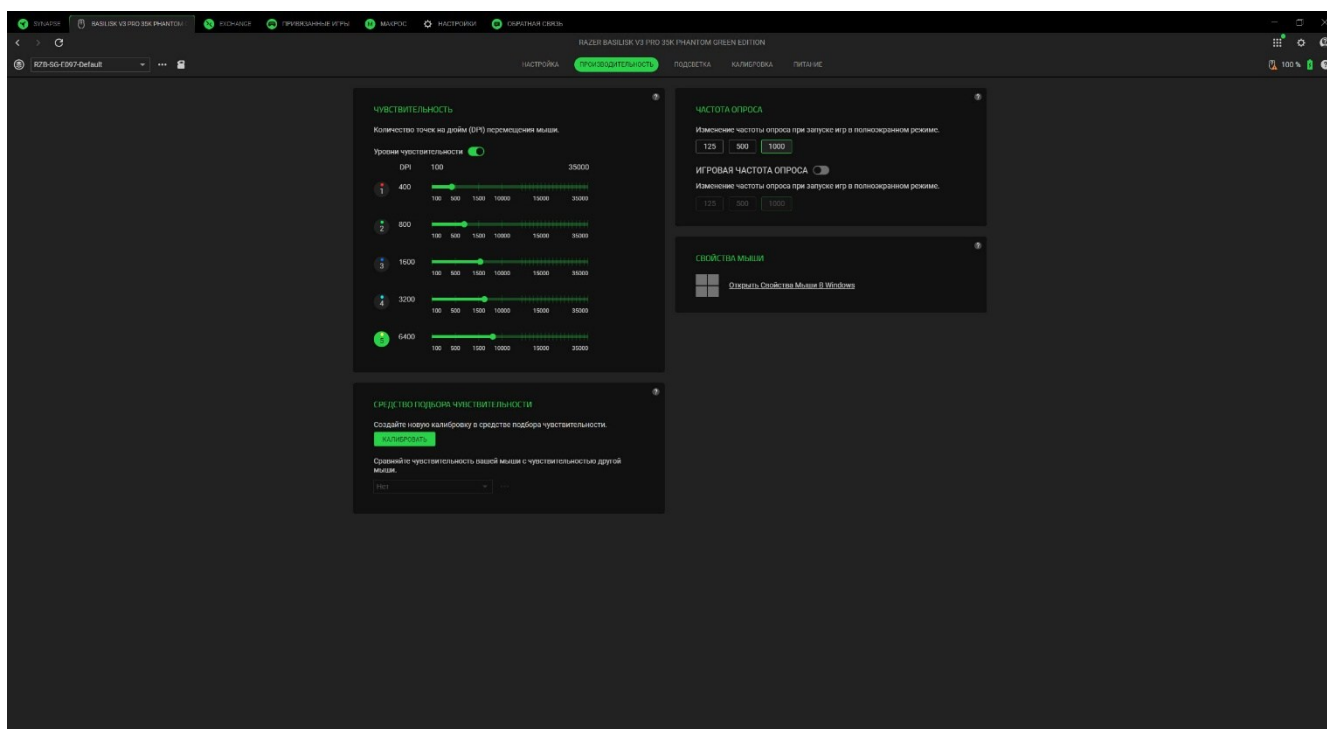 SYNAPSE
BASILISK V3 PRO 35K PHANTOM
EXCHANGE
ПРИВЯЗАННЫЕ ИГРЫ
МАКРОС
НАСТРОЙКИ
ОБРАТНАЯ СВЯЗЬ
RAZER BASILISK V3 PRO 35K PHANTOM GREEN EDITION
RZB-SG-E097-Default
НАСТРОЙКА
ПРОИЗВОДИТЕЛЬНОСТЬ
ПОДСВЕТКА
КАЛИБРОВКА
ПИТАНИЕ
100 %
ЧУВСТВИТЕЛЬНОСТЬ
Количество точек на дюйм (DPI) перемещения мыши.
Уровни чувствительности
DPI 100 35000
1 400
100 500 1500 10000 15000 35000
2 800
100 500 1500 10000 15000 35000
3 1600
100 500 1500 10000 15000 35000
4 3200
100 500 1500 10000 15000 35000
5 6400
100 500 1500 10000 15000 35000
СРЕДСТВО ПОДБОРА ЧУВСТВИТЕЛЬНОСТИ
Создайте новую калибровку в средстве подбора чувствительности.
КАЛИБРОВАТЬ
Сравняйте чувствительность вашей мыши с чувствительностью другой
мыши.
Нет
ЧАСТОТА ОПРОСА
Изменение частоты опроса при запуске игр в полноэкранном режиме.
125 500 1000
ИГРОВАЯ ЧАСТОТА ОПРОСА
Изменение частоты опроса при запуске игр в полноэкранном режиме.
125 500 1000
СВОЙСТВА МЫШИ
Открыть Свойства Мыши В Windows